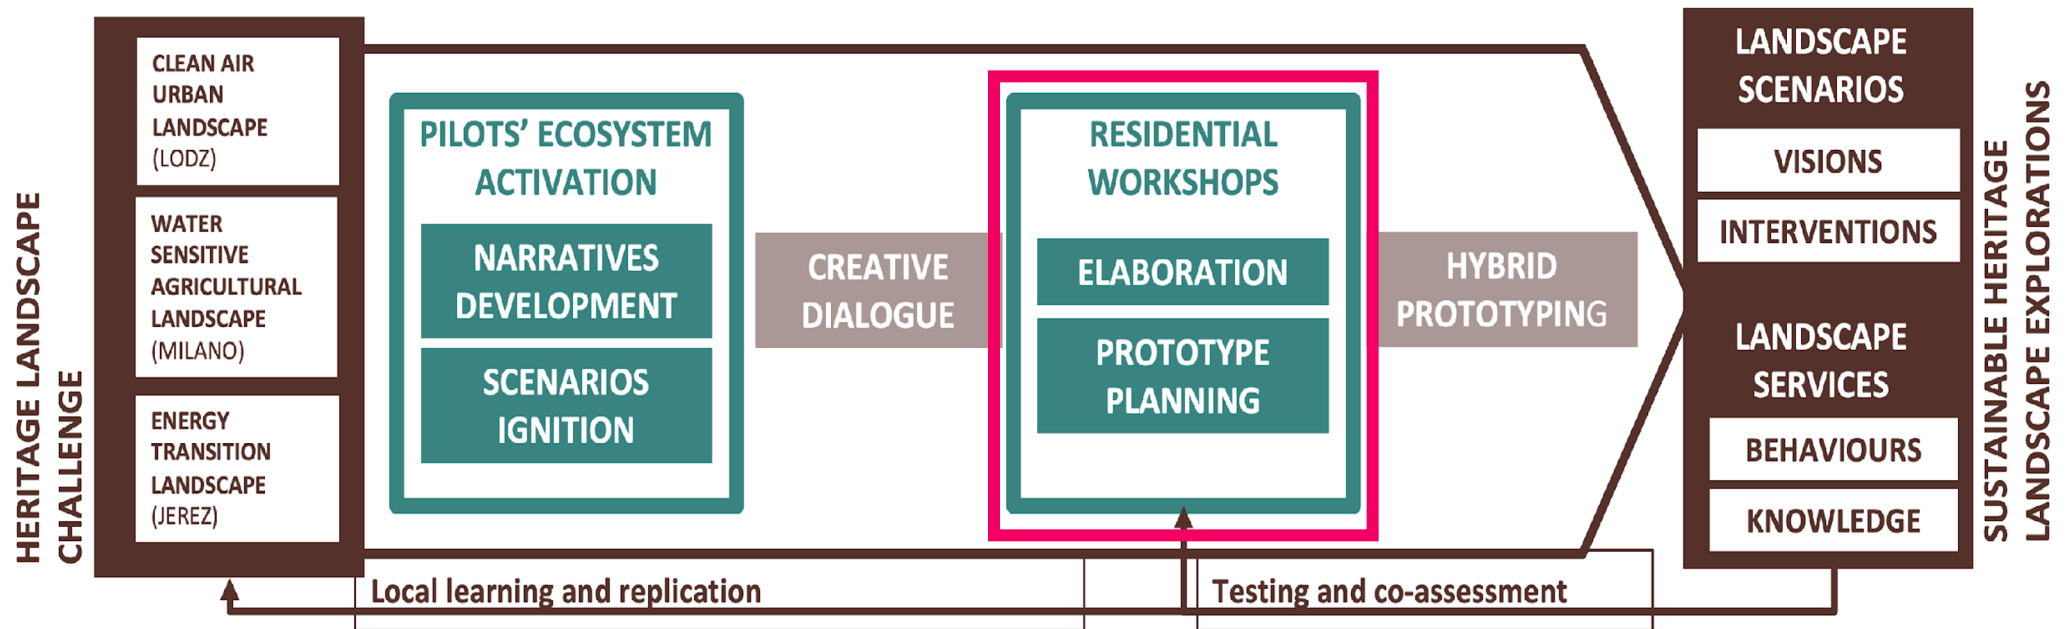 HERITAGE LANDSCAPE
CHALLENGE
CLEAN AIR
URBAN
LANDSCAPE
(LODZ)
WATER
SENSITIVE
AGRICULTURAL
LANDSCAPE
(MILANO)
ENERGY
TRANSITION
LANDSCAPE
(JEREZ)
PILOTS’ ECOSYSTEM
ACTIVATION
NARRATIVES
DEVELOPMENT
SCENARIOS
IGNITION
CREATIVE
DIALOGUE
RESIDENTIAL
WORKSHOPS
ELABORATION
PROTOTYPE
PLANNING
HYBRID
PROTOTYPING
LANDSCAPE
SCENARIOS
VISIONS
INTERVENTIONS
LANDSCAPE
SERVICES
BEHAVIOURS
KNOWLEDGE
SUSTAINABLE HERITAGE
LANDSCAPE EXPLORATIONS
Local learning and replication
Testing and co-assessment